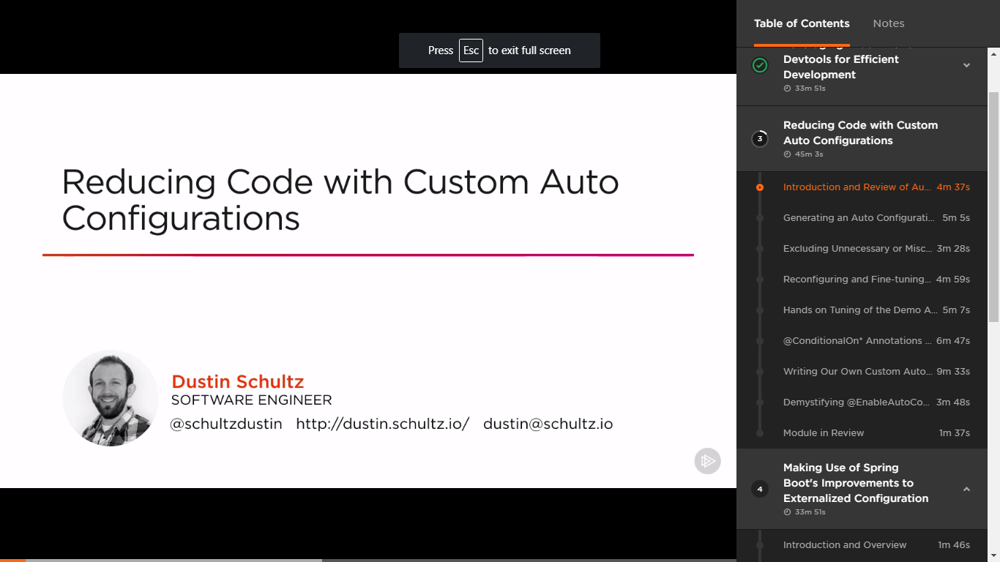 Press Esc to exit full screen
Reducing Code with Custom Auto
Configurations
Dustin Schultz
SOFTWARE ENGINEER
@schultzdustin http://dustin.schultz.io/ dustin@schultz.io
Table of Contents Notes
Devtools for Efficient
Development
33m 51s
3
Reducing Code with Custom
Auto Configurations
45m 3s
Introduction and Review of Au... 4m 37s
Generating an Auto Configurati... 5m 5s
Excluding Unnecessary or Misc... 3m 28s
Reconfiguring and Fine-tuning... 4m 59s
Hands on Tuning of the Demo A... 5m 7s
@ConditionalOn* Annotations ... 6m 47s
Writing Our Own Custom Auto... 9m 33s
Demystifying @EnableAutoCo... 3m 48s
Module in Review 1m 37s
4
Making Use of Spring
Boot's Improvements to
Externalized Configuration
33m 51s
Introduction and Overview 1m 46s